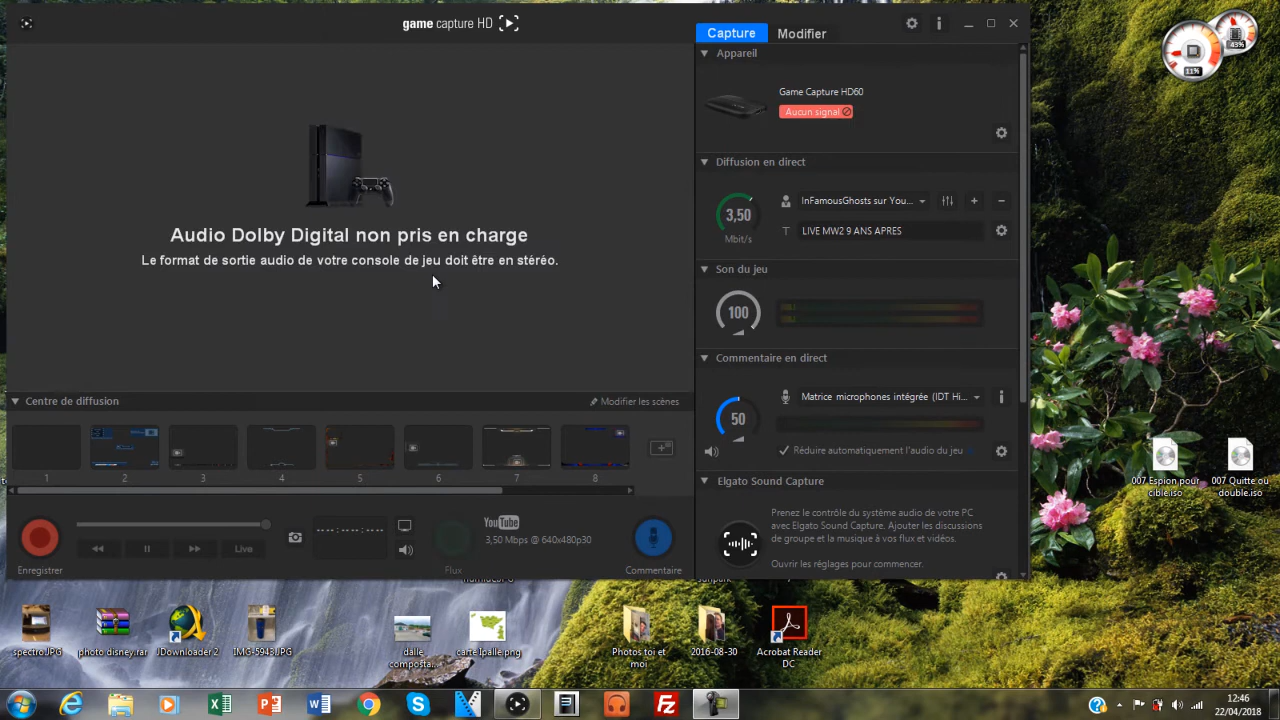 game capture HD
Capture
Modifier
Appareil
Game Capture HD60
Aucun signal
Diffusion en direct
3,50
Mbit/s
InFamousGhosts sur You...
T
LIVE MW2 9 ANS APRES
Son du jeu
100
Commentaire en direct
50
Matrice microphones intégrée (IDT Hi...
Réduire automatiquement l'audio du jeu
Elgato Sound Capture
Prenez le contrôle du système audio de votre PC
avec Elgato Sound Capture. Ajouter les discussions
de groupe et la musique à vos flux et vidéos.
Ouvrir les réglages pour commencer.
Audio Dolby Digital non pris en charge
Le format de sortie audio de votre console de jeu doit être en stéréo.
Centre de diffusion
Modifier les scènes
1
2
3
4
5
6
7
8
Enregistrer
Live
--:--:--:--
Flux
YouTube
3,50 Mbps @ 640x480p30
Commentaire
11%
43%
007 Espion pour
cible.iso
007 Quitte ou
double.iso
spectro.JPG
photo disney.rar
JDownloader 2
IMG-5943.JPG
dalle
composta...
carte Ipalle.png
Photos toi et
moi
2016-08-30
Acrobat Reader
DC
12:46
22/04/2018